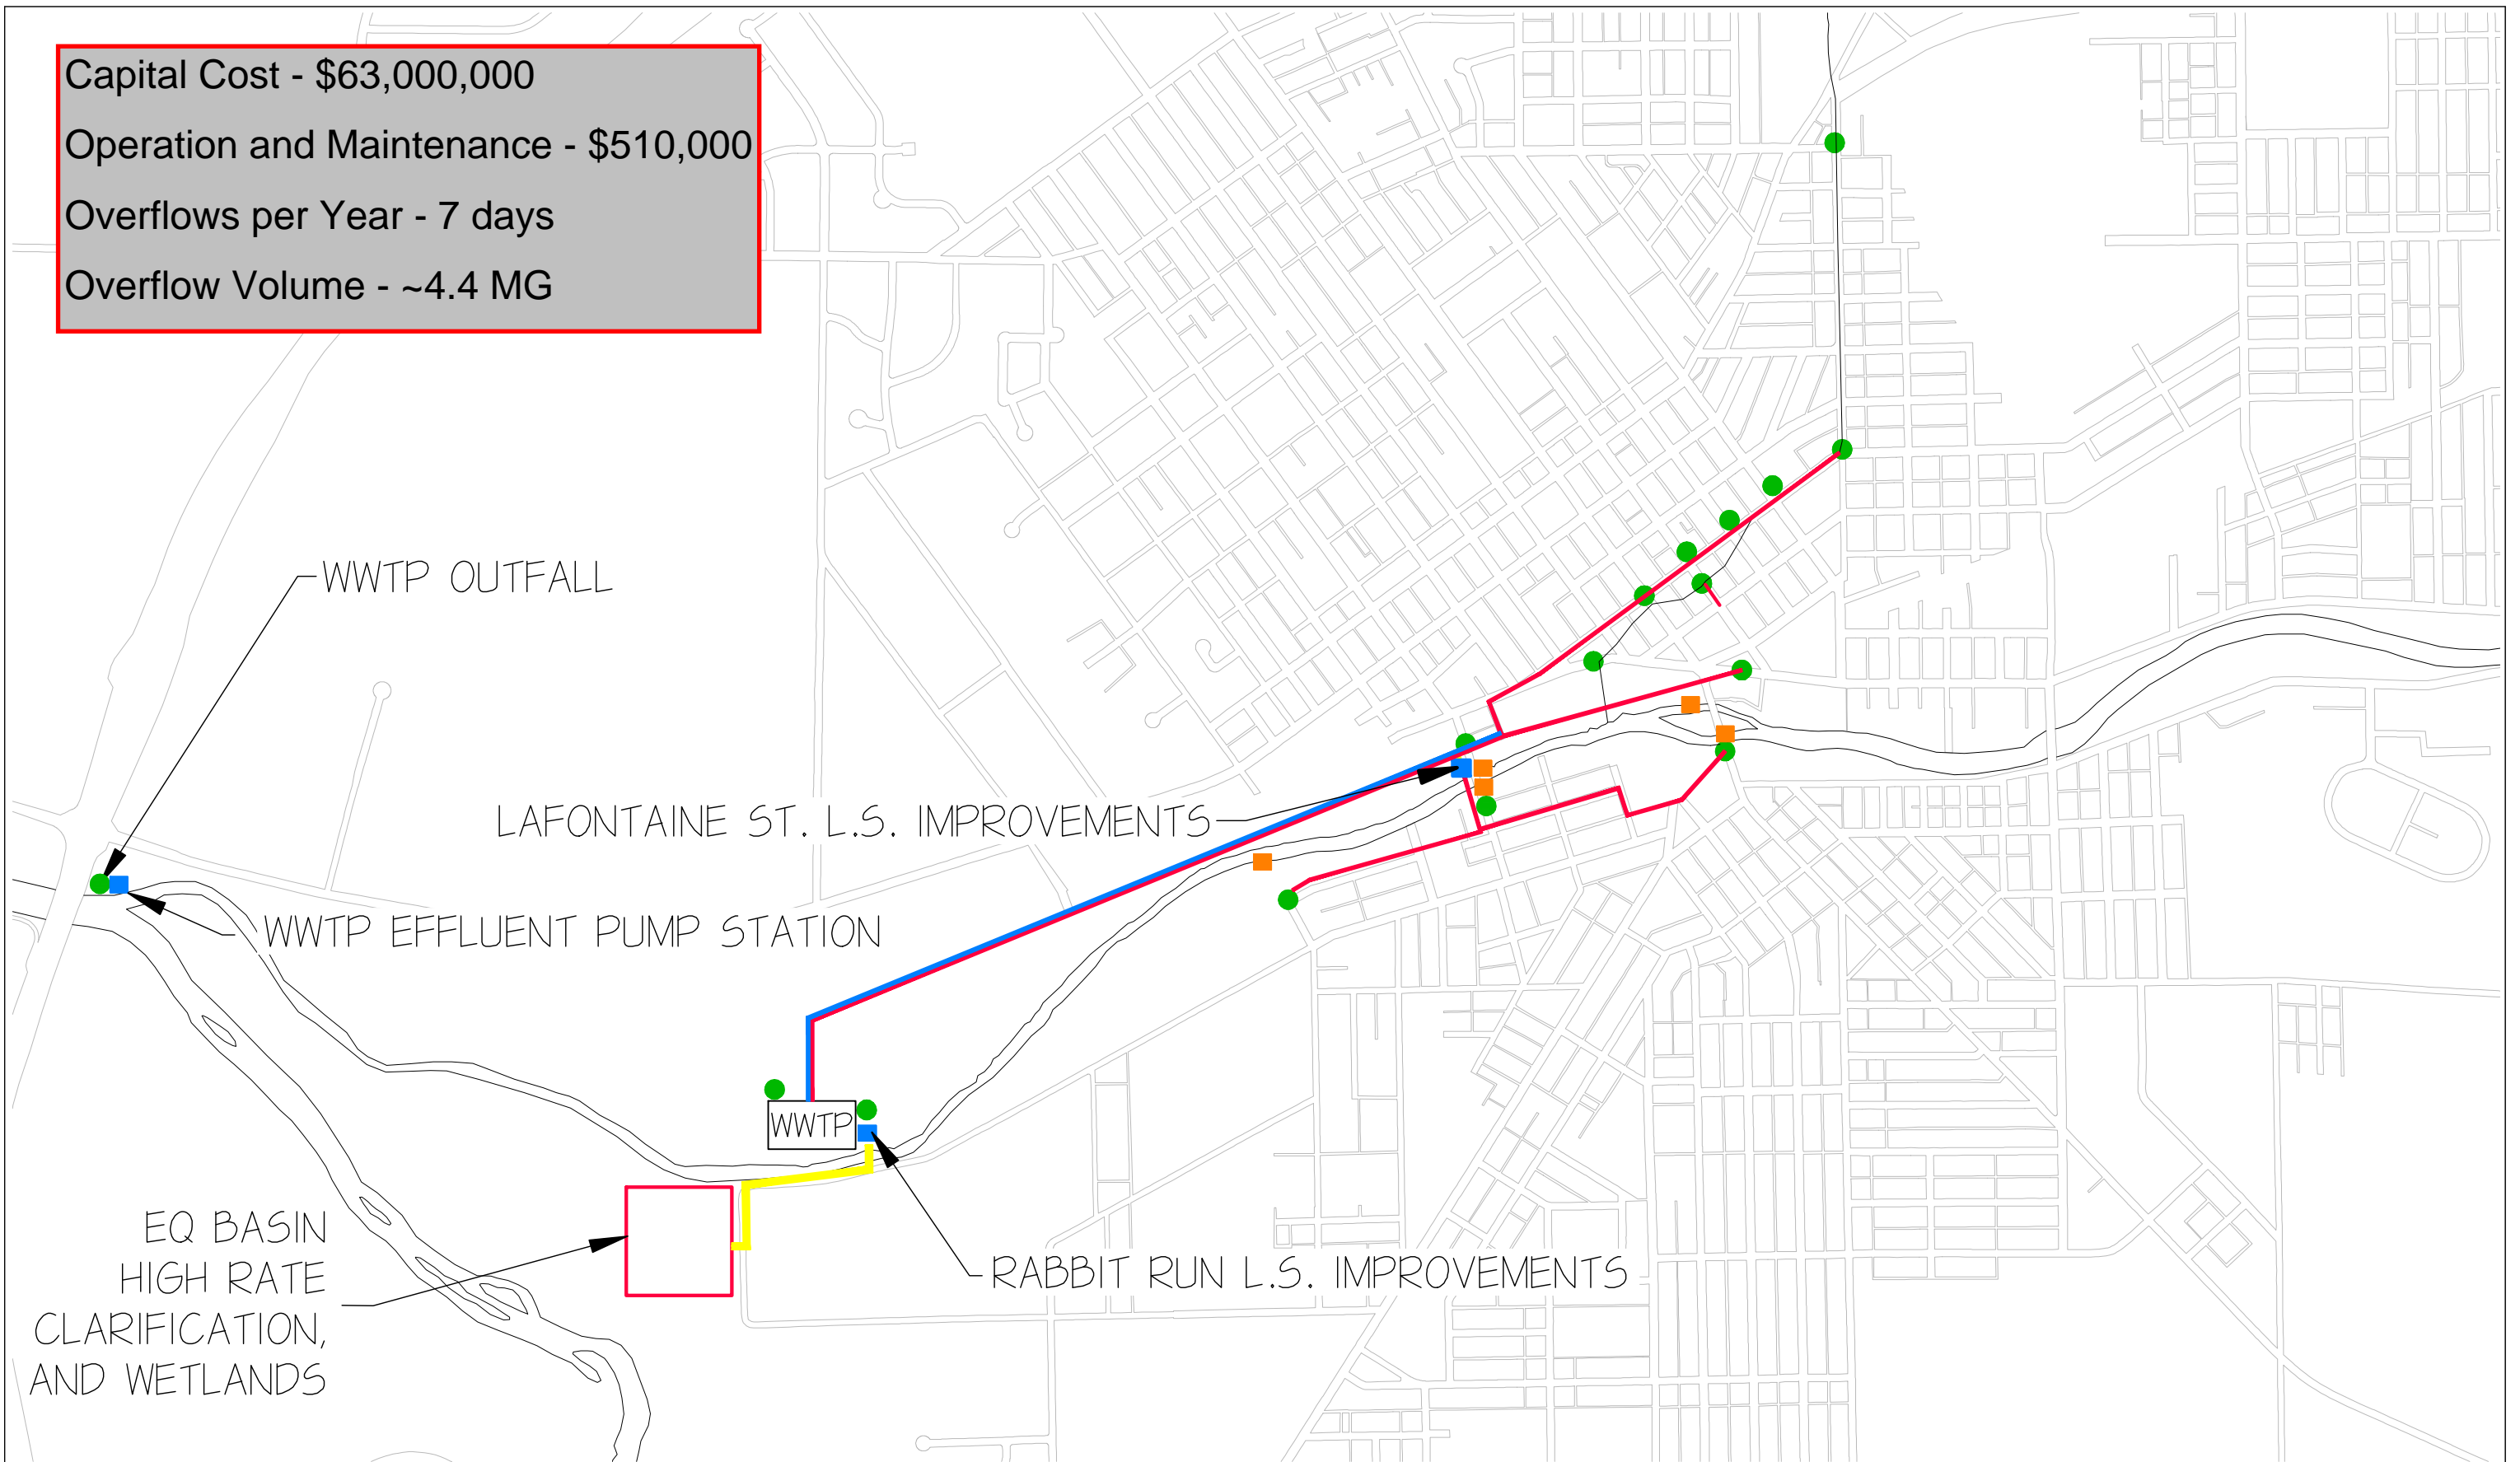 Capital Cost - $63,000,000
Operation and Maintenance - $510,000
Overflows per Year - 7 days
Overflow Volume - ~4.4 MG
WWTP OUTFALL
LAFONTAINE ST. L.S. IMPROVEMENTS
WWTP EFFLUENT PUMP STATION
WWTP
EQ BASIN
HIGH RATE
CLARIFICATION,
AND WETLANDS
RABBIT RUN L.S. IMPROVEMENTS